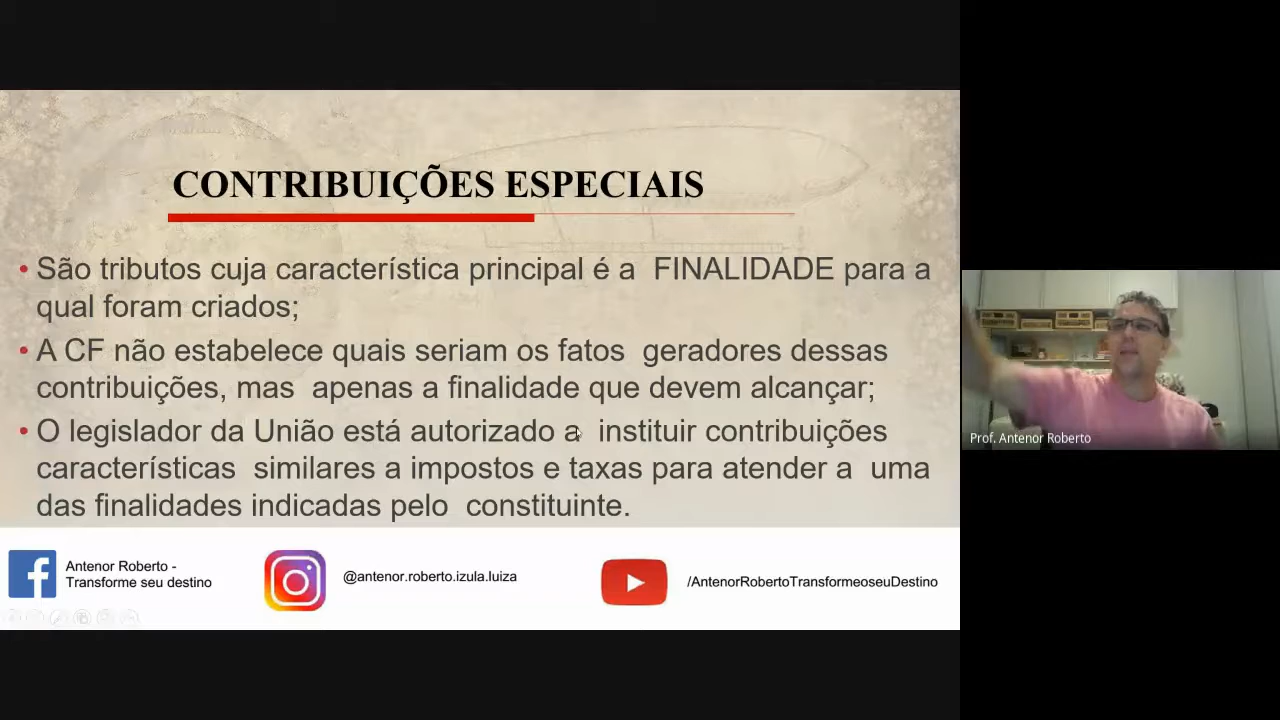 CONTRIBUIÇÕES ESPECIAIS
• São tributos cuja característica principal é a FINALIDADE para a
qual foram criados;
• A CF não estabelece quais seriam os fatos geradores dessas
contribuições, mas apenas a finalidade que devem alcançar;
• O legislador da União está autorizado a instituir contribuições
características similares a impostos e taxas para atender a uma
das finalidades indicadas pelo constituinte.
Antenor Roberto -
Transforme seu destino
@antenor.roberto.izula.luiza
/AntenorRobertoTransformeoseuDestino
Prof. Antenor Roberto